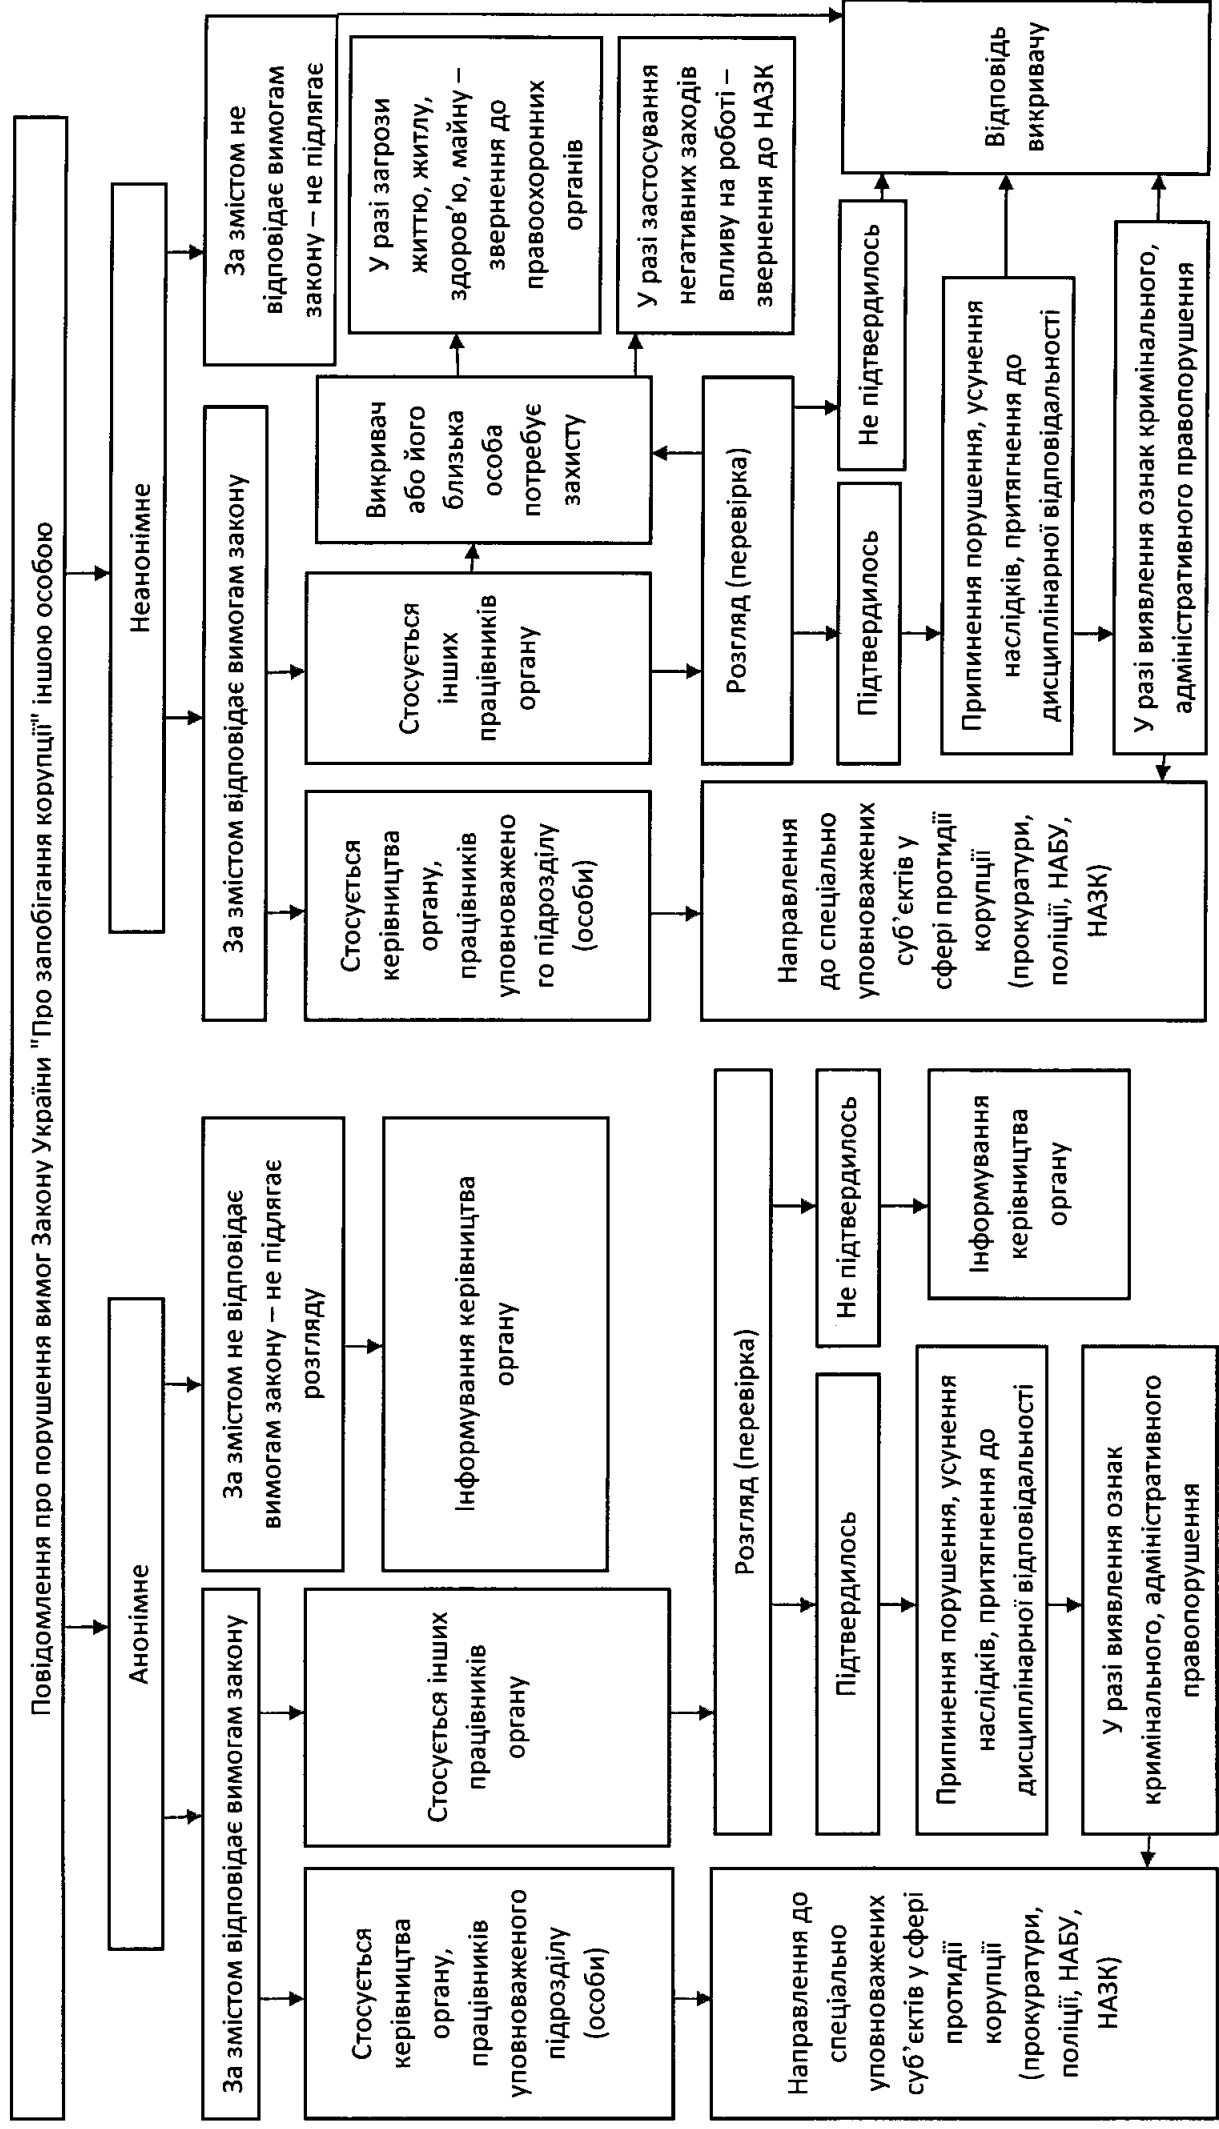 Повідомлення про порушення вимог Закону України "Про запобігання корупції" іншою особою
Анонімне
Неанонімне
За змістом відповідає вимогам закону
За змістом не відповідає
вимогам закону – не підлягає
розгляду
За змістом відповідає вимогам закону
За змістом не
відповідає вимогам
закону – не підлягає
Стосується
керівництва
органу,
працівників
уповноваженого
підрозділу
(особи)
Стосується інших
працівників
органу
Інформування керівництва
органу
Стосується
керівництва
органу,
працівників
уповноважено
го підрозділу
(особи)
Стосується
інших
працівників
органу
Викривач
або його
близька
особа
потребує
захисту
У разі загрози
життю, житлу,
здоров’ю, майну –
звернення до
правоохоронних
органів
У разі застосування
негативних заходів
впливу на роботі –
звернення до НАЗК
Направлення до
спеціально
уповноважених
суб’єктів у сфері
протидії
корупції
(прокуратури,
поліції, НАБУ,
НАЗК)
Розгляд (перевірка)
Підтвердилось
Не підтвердилось
Припинення порушення, усунення
наслідків, притягнення до
дисциплінарної відповідальності
Інформування
керівництва
органу
У разі виявлення ознак
кримінального, адміністративного
правопорушення
Направлення
до спеціально
уповноважених
суб’єктів у
сфері протидії
корупції
(прокуратури,
поліції, НАБУ,
НАЗК)
Розгляд (перевірка)
Підтвердилось
Не підтвердилось
Припинення порушення, усунення
наслідків, притягнення до
дисциплінарної відповідальності
У разі виявлення ознак кримінального,
адміністративного правопорушення
Відповідь
викривачу